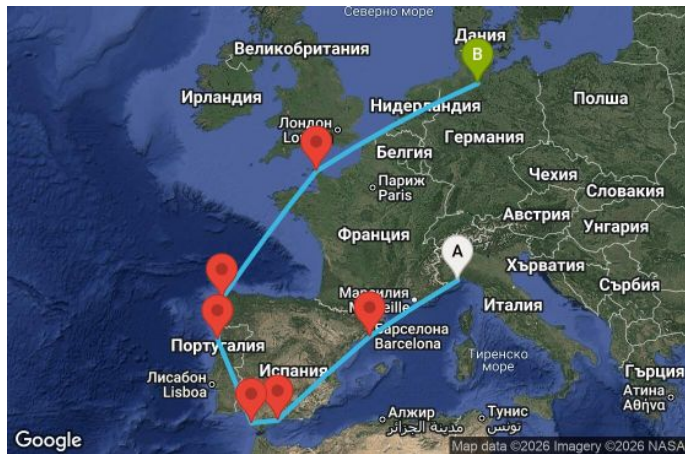 Северно море
Дания
Великобритания
B
Ирландия
Нидерландия
Полша
Лондон
Германия
Белгия
Чехия
Париж
Paris
Словакия
Австрия
Унгария
Франция
A
Хърватия
Марсилия
Сърбия
Италия
Барселона
Barcelona
Португалия
Тиренско
море
Испания
Гърция
Лисабон
Lisboa
Атина
Αθήνα
Алжир
مدينة الجزائر
Тунис
تونس
Google
Map data ©2026 Imagery ©2026 NASA